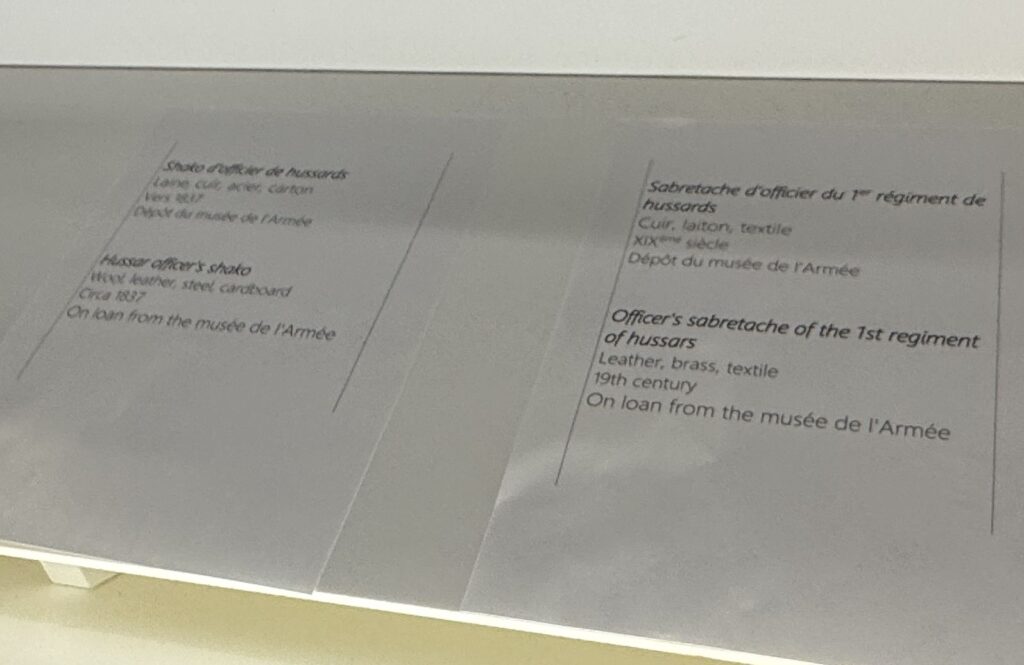 Shako d'officier de hussards
Laine, cuir, acier, carton
Vers 1837
Dépôt du musée de l'Armée
Hussar officer's shako
Wool, leather, steel, cardboard
Circa 1837
On loan from the musée de l'Armée
Sabretache d'officier du 1er régiment de
hussards
Cuir, laiton, textile
XIXème siècle
Dépôt du musée de l'Armée
Officer's sabretache of the 1st regiment
of hussars
Leather, brass, textile
19th century
On loan from the musée de l'Armée